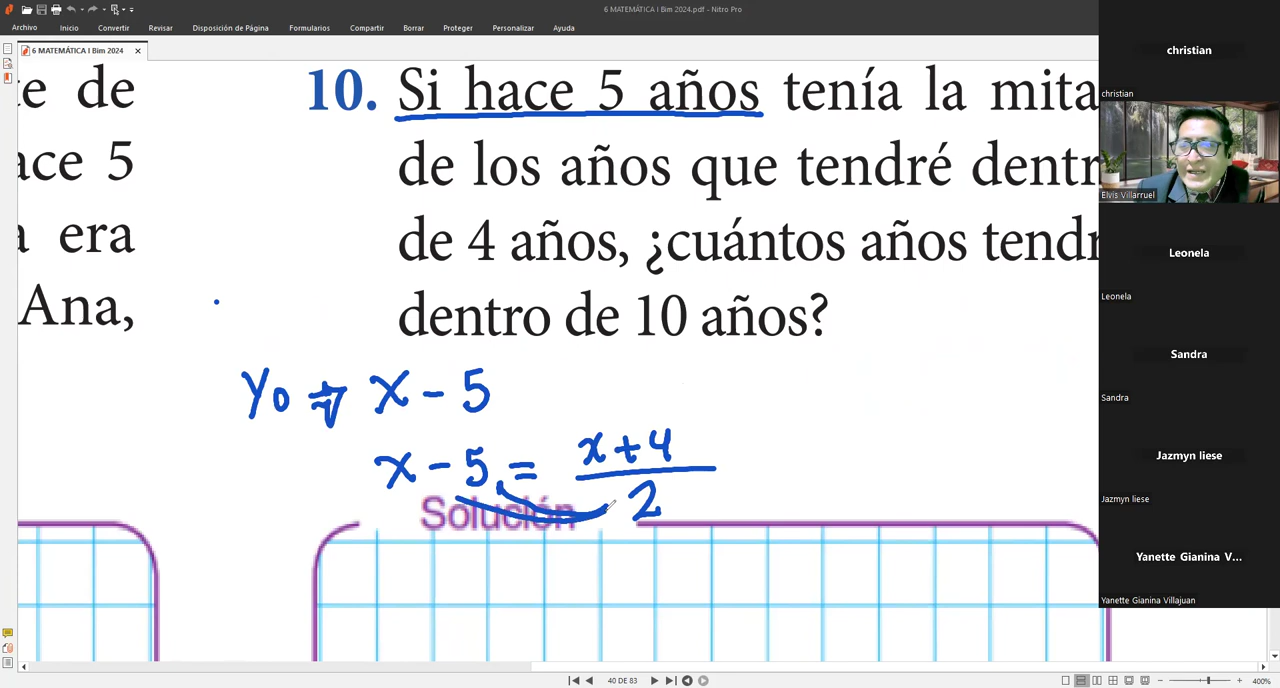 6 MATEMÁTICA I Bim 2024.pdf - Nitro Pro
Archivo Inicio Convertir Revisar Disposición de Página Formularios Compartir Borrar Proteger Personalizar Ayuda
6 MATEMÁTICA I Bim 2024
e de
ace 5
a era
Ana,
10. Si hace 5 años tenía la mita
de los años que tendré dentr
de 4 años, ¿cuántos años tendr
dentro de 10 años?
Yo ⇒ x - 5
x - 5 = x + 4
2
Solución
christian
christian
Elvis Villarruel
Leonela
Leonela
Sandra
Sandra
Jazmyn liese
Jazmyn liese
Yanette Gianina V...
Yanette Gianina Villajuan
40 DE 83
400%